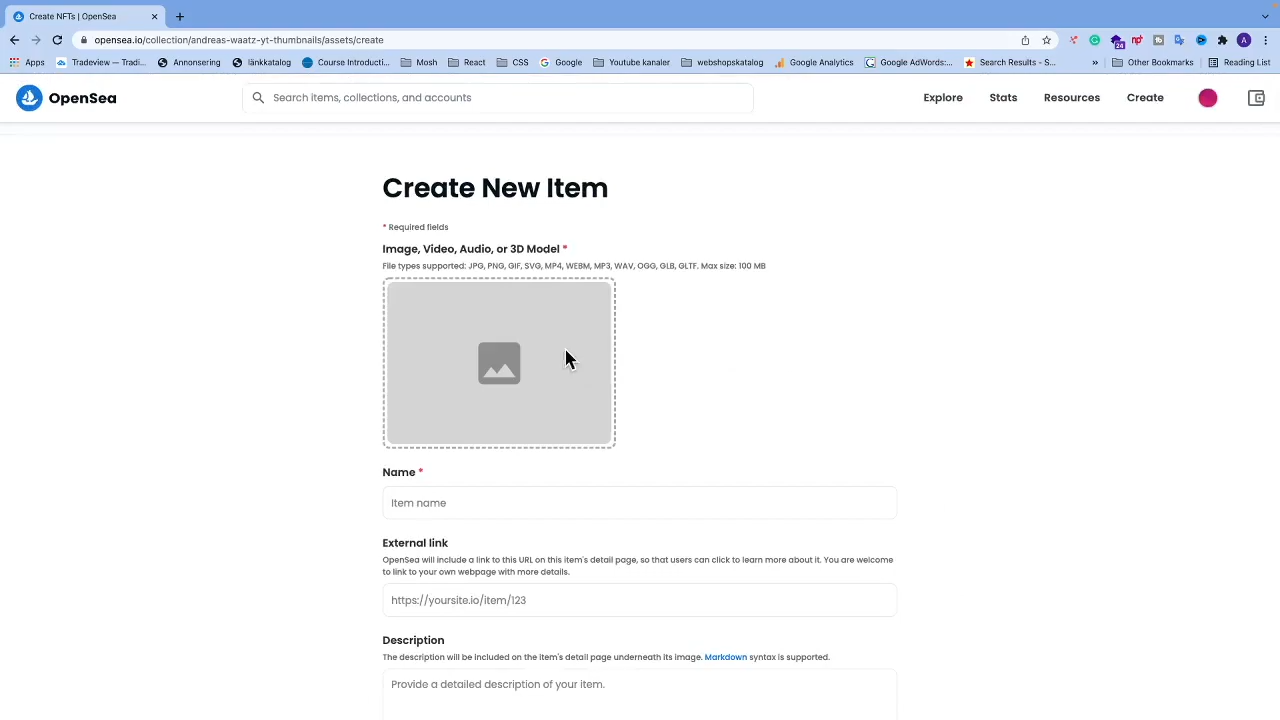 Create NFTs | OpenSea
opensea.io/collection/andreas-waatz-yt-thumbnails/assets/create
24
A
Apps
Tradeview – Tradi...
Annonsering
länkkatalog
Course Introducti...
Mosh
React
CSS
Google
Youtube kanaler
webshopskatalog
Google Analytics
Google AdWords:...
Search Results - S...
»
Other Bookmarks
Reading List
OpenSea
Search items, collections, and accounts
Explore
Stats
Resources
Create
Create New Item
* Required fields
Image, Video, Audio, or 3D Model *
File types supported: JPG, PNG, GIF, SVG, MP4, WEBM, MP3, WAV, OGG, GLB, GLTF. Max size: 100 MB
Name *
Item name
External link
OpenSea will include a link to this URL on this item's detail page, so that users can click to learn more about it. You are welcome
to link to your own webpage with more details.
https://yoursite.io/item/123
Description
The description will be included on the item's detail page underneath its image. Markdown syntax is supported.
Provide a detailed description of your item.